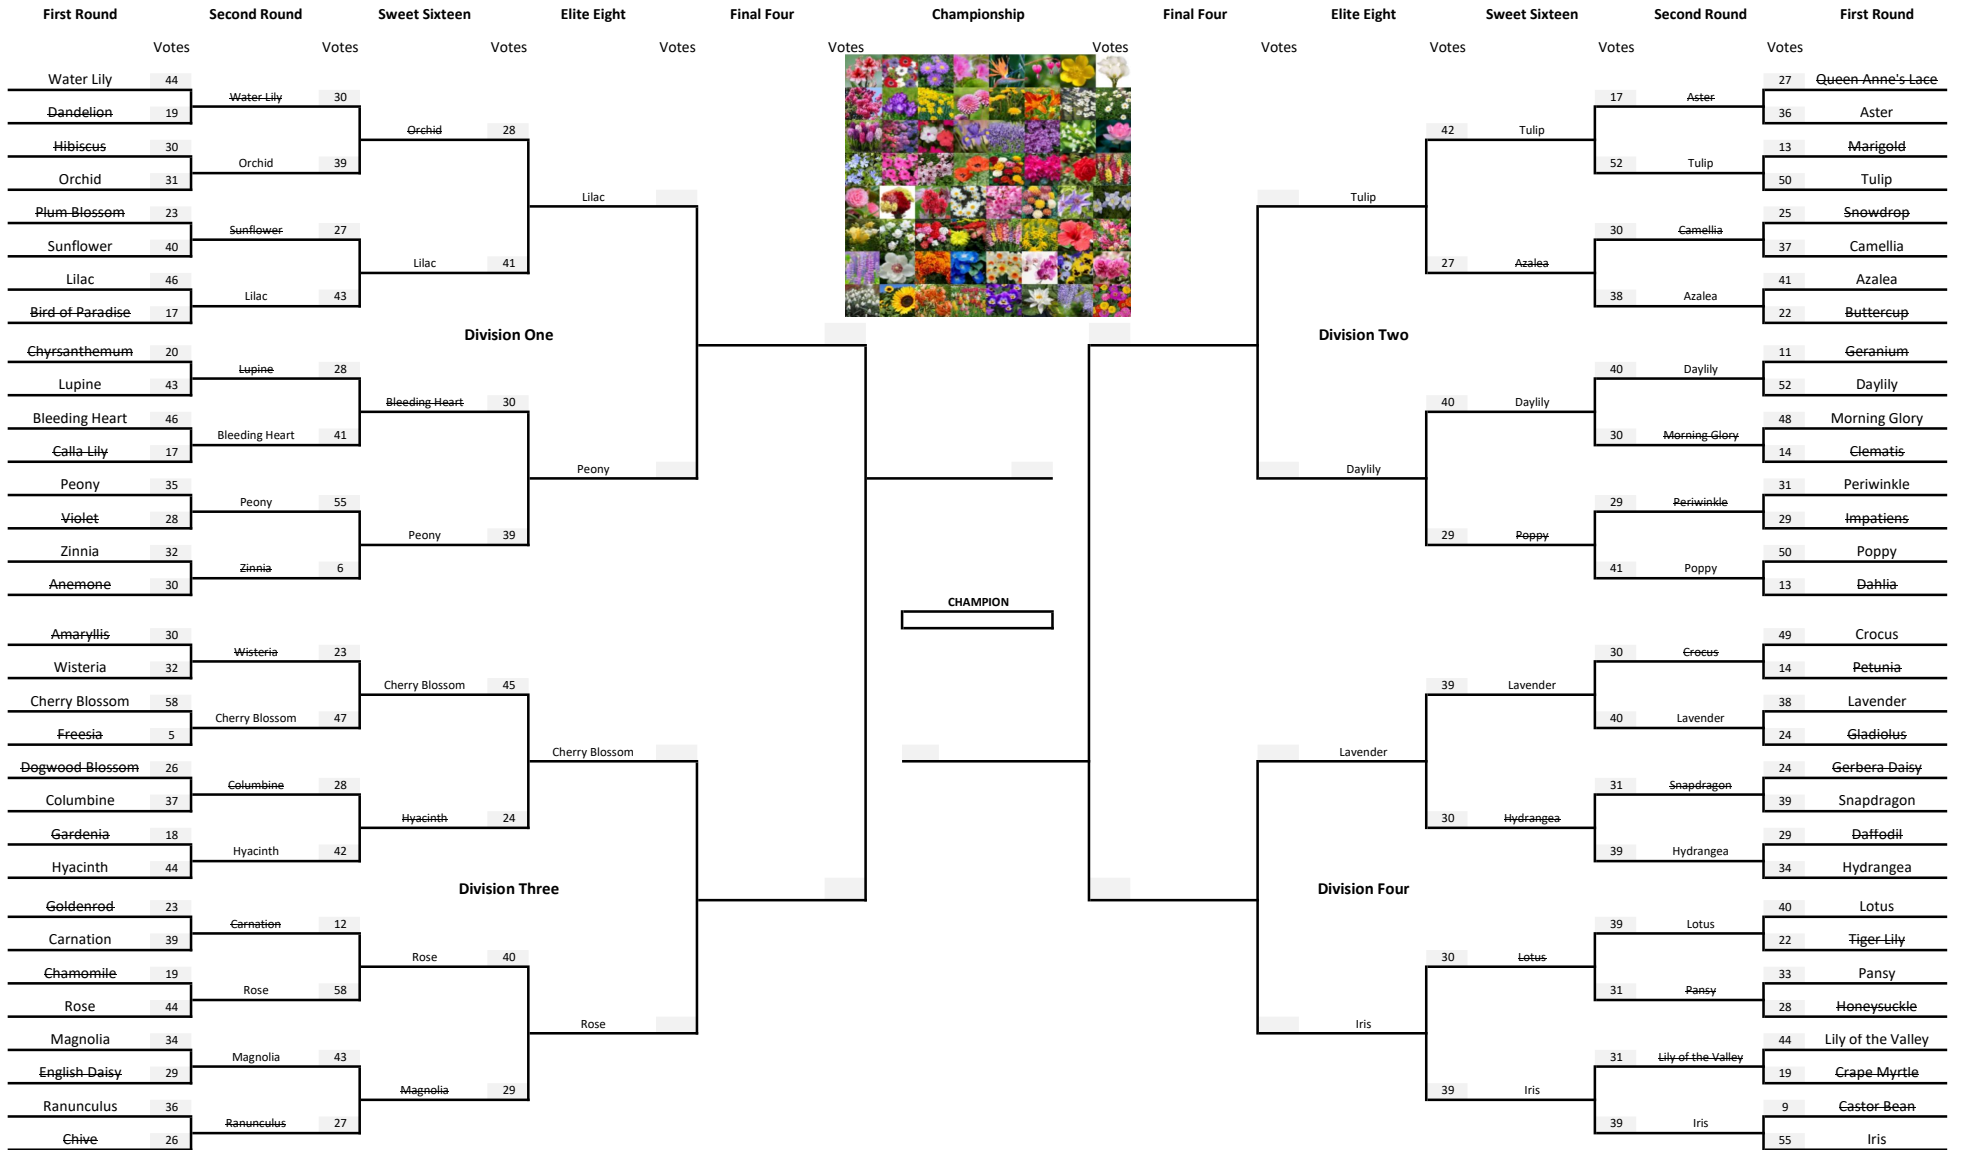 First Round Second Round Sweet Sixteen Elite Eight Final Four Championship Final Four Elite Eight Sweet Sixteen Second Round First Round
Votes Votes Votes Votes Votes Votes Votes Votes Votes Votes
Water Lily 44 27 Queen Anne's Lace
Water Lily 30 17 Aster
Dandelion 19 36 Aster
Orchid 28 42 Tulip
Hibiscus 30 13 Marigold
Orchid 39 52 Tulip
Orchid 31 50 Tulip
Lilac Tulip
Plum Blossom 23 25 Snowdrop
Sunflower 27 30 Camellia
Sunflower 40 37 Camellia
Lilac 41 27 Azalea
Lilac 46 41 Azalea
Lilac 43 38 Azalea
Bird of Paradise 17 22 Buttercup
Division One Division Two
Chyrsanthemum 20 11 Geranium
Lupine 28 40 Daylily
Lupine 43 52 Daylily
Bleeding Heart 30 40 Daylily
Bleeding Heart 46 48 Morning Glory
Bleeding Heart 41 30 Morning Glory
Calla Lily 17 14 Clematis
Peony Daylily
Peony 35 31 Periwinkle
Peony 55 29 Periwinkle
Violet 28 29 Impatiens
Peony 39 29 Poppy
Zinnia 32 50 Poppy
Zinnia 6 41 Poppy
Anemone 30 13 Dahlia
CHAMPION
Amaryllis 30 49 Crocus
Wisteria 23 30 Crocus
Wisteria 32 14 Petunia
Cherry Blossom 45 39 Lavender
Cherry Blossom 58 38 Lavender
Cherry Blossom 47 40 Lavender
Freesia 5 24 Gladiolus
Cherry Blossom Lavender
Dogwood Blossom 26 24 Gerbera Daisy
Columbine 28 31 Snapdragon
Columbine 37 39 Snapdragon
Hyacinth 24 30 Hydrangea
Gardenia 18 29 Daffodil
Hyacinth 42 39 Hydrangea
Hyacinth 44 34 Hydrangea
Division Three Division Four
Goldenrod 23 40 Lotus
Carnation 12 39 Lotus
Carnation 39 22 Tiger Lily
Rose 40 30 Lotus
Chamomile 19 33 Pansy
Rose 58 31 Pansy
Rose 44 28 Honeysuckle
Rose Iris
Magnolia 34 44 Lily of the Valley
Magnolia 43 31 Lily of the Valley
English Daisy 29 19 Crape Myrtle
Magnolia 29 39 Iris
Ranunculus 36 9 Castor Bean
Ranunculus 27 39 Iris
Chive 26 55 Iris